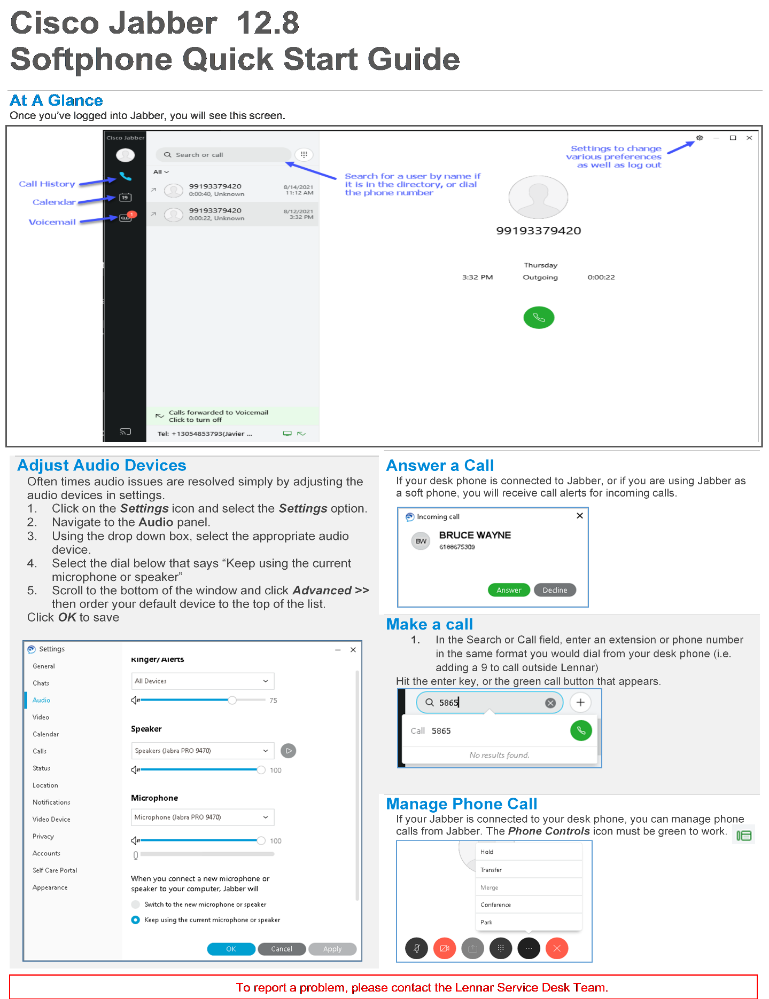 Cisco Jabber 12.8
Softphone Quick Start Guide
At A Glance
Once you've logged into Jabber, you will see this screen.
Cisco Jabber
Search or call
All
99193379420
0:00:40, Unknown
8/14/2021
11:12 AM
99193379420
0:00:22, Unknown
8/12/2021
3:32 PM
Call History
Calendar
Voicemail
19
1
Search for a user by name if
it is in the directory, or dial
the phone number
Settings to change
various preferences
as well as log out
99193379420
Thursday
3:32 PM Outgoing 0:00:22
Calls forwarded to Voicemail
Click to turn off
Tel: +13054853793(Javier ...
Adjust Audio Devices
Often times audio issues are resolved simply by adjusting the
audio devices in settings.
1. Click on the Settings icon and select the Settings option.
2. Navigate to the Audio panel.
3. Using the drop down box, select the appropriate audio
device.
4. Select the dial below that says “Keep using the current
microphone or speaker”
5. Scroll to the bottom of the window and click Advanced >>
then order your default device to the top of the list.
Click OK to save
Settings
General
Chats
Audio
Video
Calendar
Calls
Status
Location
Notifications
Video Device
Privacy
Accounts
Self Care Portal
Appearance
Ringer/Alerts
All Devices
75
Speaker
Speakers (Jabra PRO 9470)
100
Microphone
Microphone (Jabra PRO 9470)
100
When you connect a new microphone or
speaker to your computer, Jabber will
Switch to the new microphone or speaker
Keep using the current microphone or speaker
OK Cancel Apply
Answer a Call
If your desk phone is connected to Jabber, or if you are using Jabber as
a soft phone, you will receive call alerts for incoming calls.
Incoming call
BW
BRUCE WAYNE
6188675309
Answer Decline
Make a call
1. In the Search or Call field, enter an extension or phone number
in the same format you would dial from your desk phone (i.e.
adding a 9 to call outside Lennar)
Hit the enter key, or the green call button that appears.
5865
Call 5865
No results found.
Manage Phone Call
If your Jabber is connected to your desk phone, you can manage phone
calls from Jabber. The Phone Controls icon must be green to work.
Hold
Transfer
Merge
Conference
Park
To report a problem, please contact the Lennar Service Desk Team.